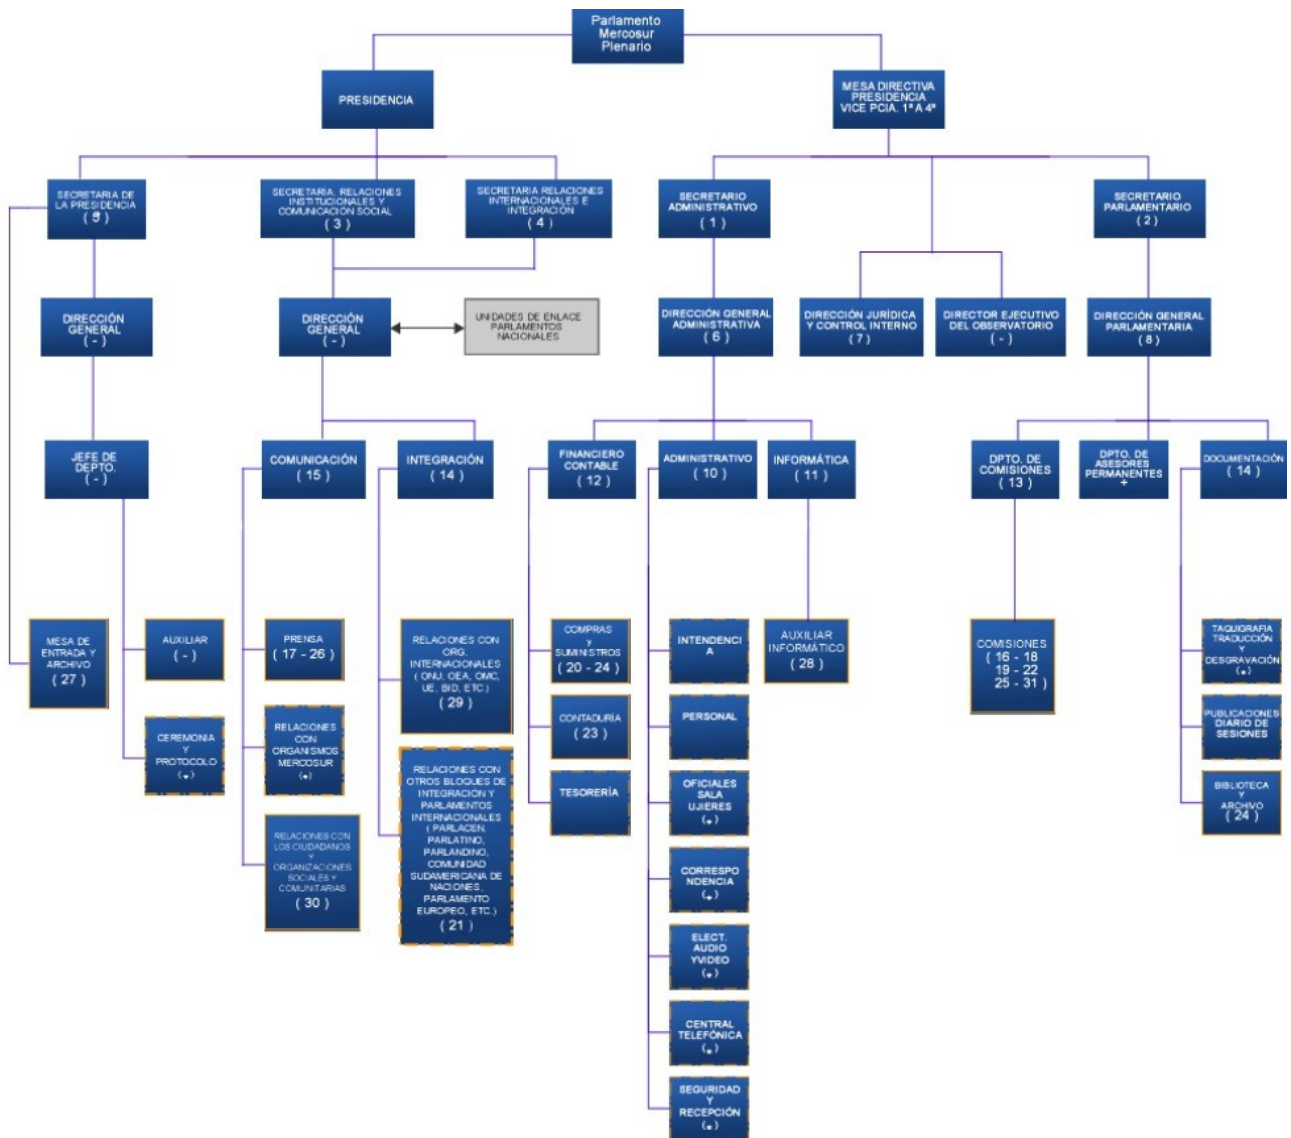 Parlamento
Mercosur
Plenario
PRESIDENCIA
MESA DIRECTIVA
PRESIDENCIA
VICE PCIA. 1ª A 4ª
SECRETARIA DE
LA PRESIDENCIA
( 5 )
SECRETARÍA. RELACIONES
INSTITUCIONALES Y
COMUNICACIÓN SOCIAL
( 3 )
SECRETARIA RELACIONES
INTERNACIONALES E
INTEGRACIÓN
( 4 )
SECRETARIO
ADMINISTRATIVO
( 1 )
SECRETARIO
PARLAMENTARIO
( 2 )
DIRECCIÓN
GENERAL
( - )
DIRECCIÓN
GENERAL
( - )
UNIDADES DE ENLACE
PARLAMENTOS
NACIONALES
DIRECCIÓN GENERAL
ADMINISTRATIVA
( 6 )
DIRECCIÓN JURÍDICA
Y CONTROL INTERNO
( 7 )
DIRECTOR EJECUTIVO
DEL OBSERVATORIO
( - )
DIRECCIÓN GENERAL
PARLAMENTARIA
( 8 )
JEFE DE
DEPTO.
( - )
COMUNICACIÓN
( 15 )
INTEGRACIÓN
( 14 )
FINANCIERO
CONTABLE
( 12 )
ADMINISTRATIVO
( 10 )
INFORMÁTICA
( 11 )
DPTO. DE
COMISIONES
( 13 )
DPTO. DE
ASESORES
PERMANENTES
+
DOCUMENTACIÓN
( 14 )
MESA DE
ENTRADA Y
ARCHIVO
( 27 )
AUXILIAR
( - )
CEREMONIA
Y
PROTOCOLO
( * )
PRENSA
( 17 - 26 )
RELACIONES
CON
ORGANISMOS
MERCOSUR
( * )
RELACIONES CON
LOS CIUDADANOS
Y
ORGANIZACIONES
SOCIALES Y
COMUNITARIAS
( 30 )
RELACIONES CON
ORG.
INTERNACIONALES
( ONU, OEA, OMC,
UE, BID, ETC.)
( 29 )
RELACIONES CON
OTROS BLOQUES DE
INTEGRACIÓN Y
PARLAMENTOS
INTERNACIONALES
( PARLACEN,
PARLATINO,
PARLANDINO,
COMUNIDAD
SUDAMERICANA DE
NACIONES,
PARLAMENTO
EUROPEO, ETC.)
( 21 )
COMPRAS
y
SUMINISTROS
( 20 - 24 )
CONTADURÍA
( 23 )
TESORERÍA
INTENDENCI
A
PERSONAL
OFICIALES
SALA
UJIERES
( * )
CORRESPO
NDENCIA
( * )
ELECT.
AUDIO
YVIDEO
( * )
CENTRAL
TELEFÓNICA
( * )
SEGURIDAD
Y
RECEPCIÓN
( * )
AUXILIAR
INFORMÁTICO
( 28 )
COMISIONES
( 16 - 18
19 - 22
25 - 31 )
TAQUIGRAFIA
TRADUCCIÓN
Y
DESGRAVACIÓN
( * )
PUBLICACIONES
DIARIO DE
SESIONES
BIBLIOTECA
Y
ARCHIVO
( 24 )